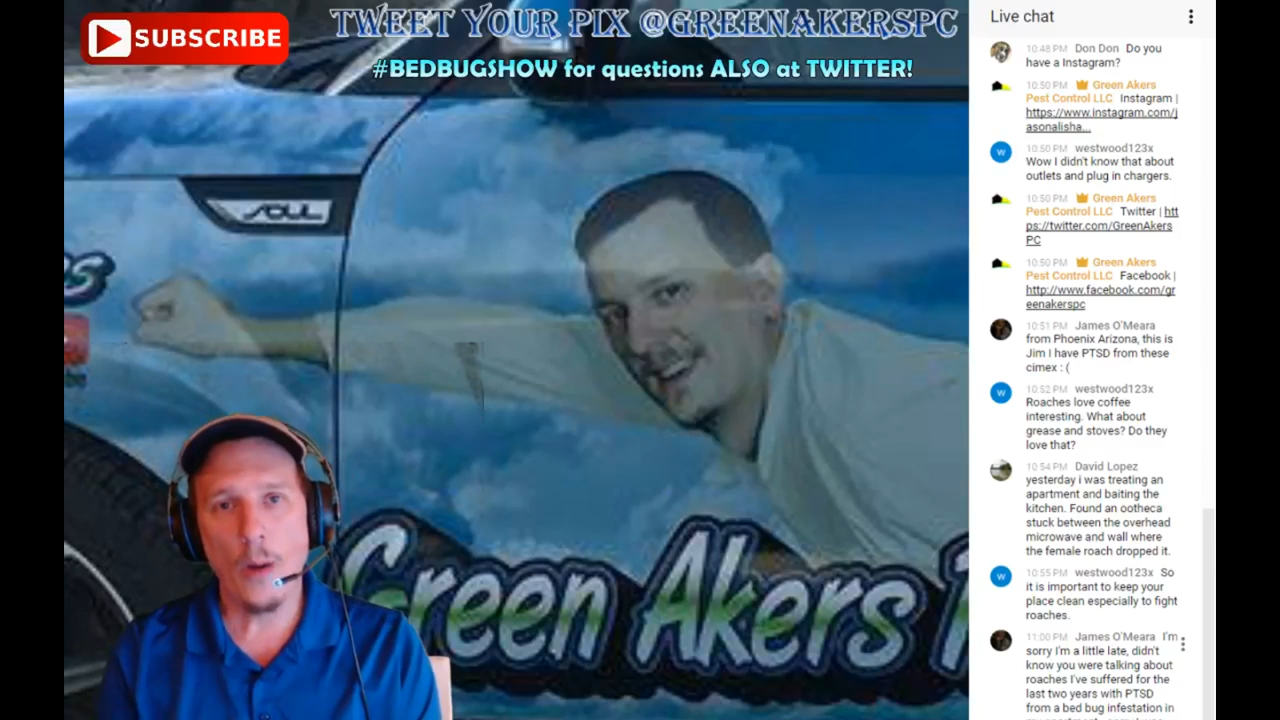 SUBSCRIBE
TWEET YOUR PIX @GREENAKERSPC
#BEDBUGSHOW for questions ALSO at TWITTER!
SOUL
Green Akers
Live chat
10:48 PM Don Don Do you
have a Instagram?
10:50 PM Green Akers
Pest Control LLC Instagram |
https://www.instagram.com/j
asonalisha...
W
10:50 PM westwood123x
Wow I didn't know that about
outlets and plug in chargers.
10:50 PM Green Akers
Pest Control LLC Twitter | htt
ps://twitter.com/GreenAkers
PC
10:50 PM Green Akers
Pest Control LLC Facebook |
http://www.facebook.com/gr
eenakerspc
10:51 PM James O'Meara
from Phoenix Arizona, this is
Jim I have PTSD from these
cimex : (
W
10:52 PM westwood123x
Roaches love coffee
interesting. What about
grease and stoves? Do they
love that?
10:54 PM David Lopez
yesterday i was treating an
apartment and baiting the
kitchen. Found an ootheca
stuck between the overhead
microwave and wall where
the female roach dropped it.
W
10:55 PM westwood123x So
it is important to keep your
place clean especially to fight
roaches.
11:00 PM James O'Meara I'm
sorry I'm a little late, didn't
know you were talking about
roaches I've suffered for the
last two years with PTSD
from a bed bug infestation in